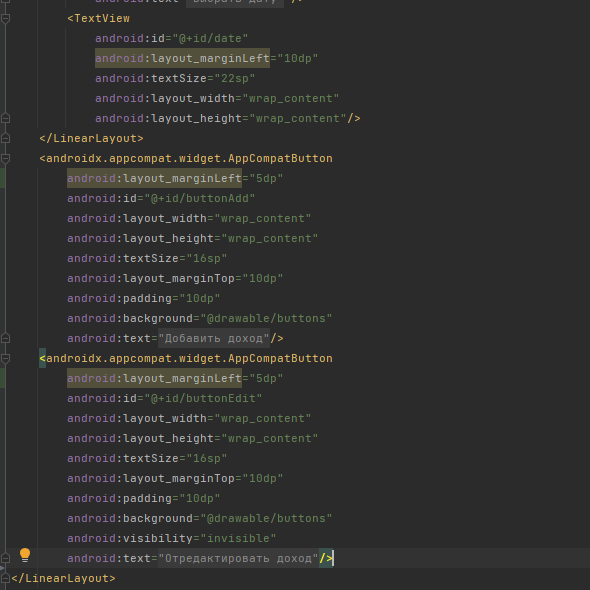 <TextView
android:id="@+id/date"
android:layout_marginLeft="10dp"
android:textSize="22sp"
android:layout_width="wrap_content"
android:layout_height="wrap_content"/>
</LinearLayout>
<androidx.appcompat.widget.AppCompatButton
android:layout_marginLeft="5dp"
android:id="@+id/buttonAdd"
android:layout_width="wrap_content"
android:layout_height="wrap_content"
android:textSize="16sp"
android:layout_marginTop="10dp"
android:padding="10dp"
android:background="@drawable/buttons"
android:text="Добавить доход"/>
<androidx.appcompat.widget.AppCompatButton
android:layout_marginLeft="5dp"
android:id="@+id/buttonEdit"
android:layout_width="wrap_content"
android:layout_height="wrap_content"
android:textSize="16sp"
android:layout_marginTop="10dp"
android:padding="10dp"
android:background="@drawable/buttons"
android:visibility="invisible"
android:text="Отредактировать доход"/>
</LinearLayout>